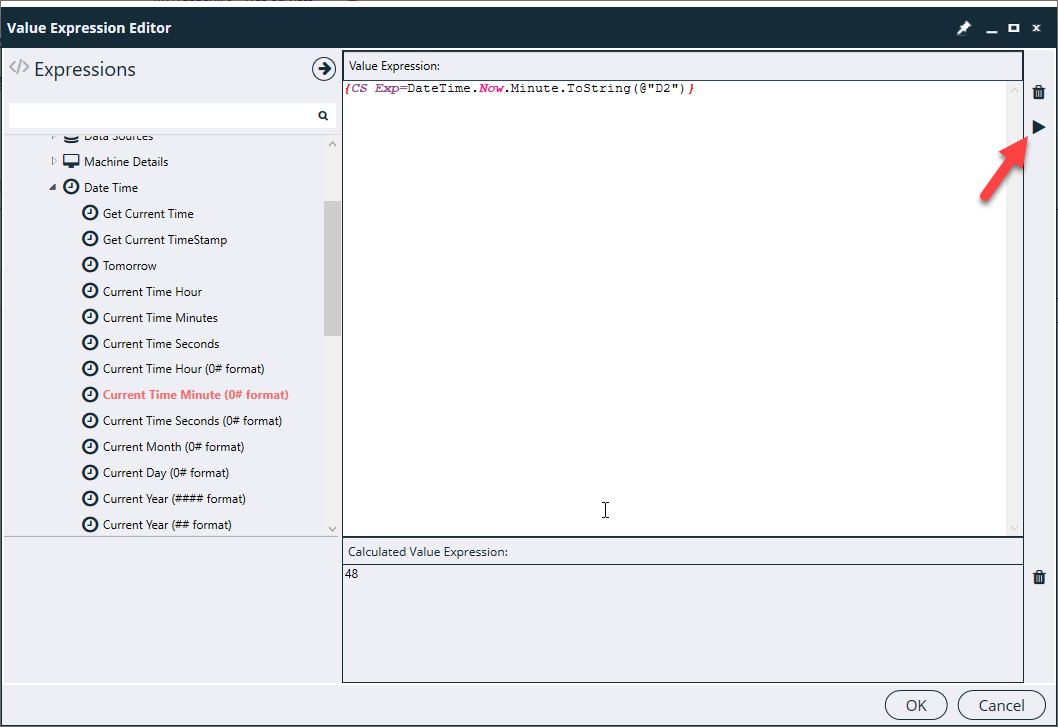 Value Expression Editor
</> Expressions
Data Sources
Machine Details
Date Time
Get Current Time
Get Current TimeStamp
Tomorrow
Current Time Hour
Current Time Minutes
Current Time Seconds
Current Time Hour (0# format)
Current Time Minute (0# format)
Current Time Seconds (0# format)
Current Month (0# format)
Current Day (0# format)
Current Year (#### format)
Current Year (## format)
Value Expression:
{CS Exp=DateTime.Now.Minute.ToString(@"D2")}
Calculated Value Expression:
48
OK
Cancel